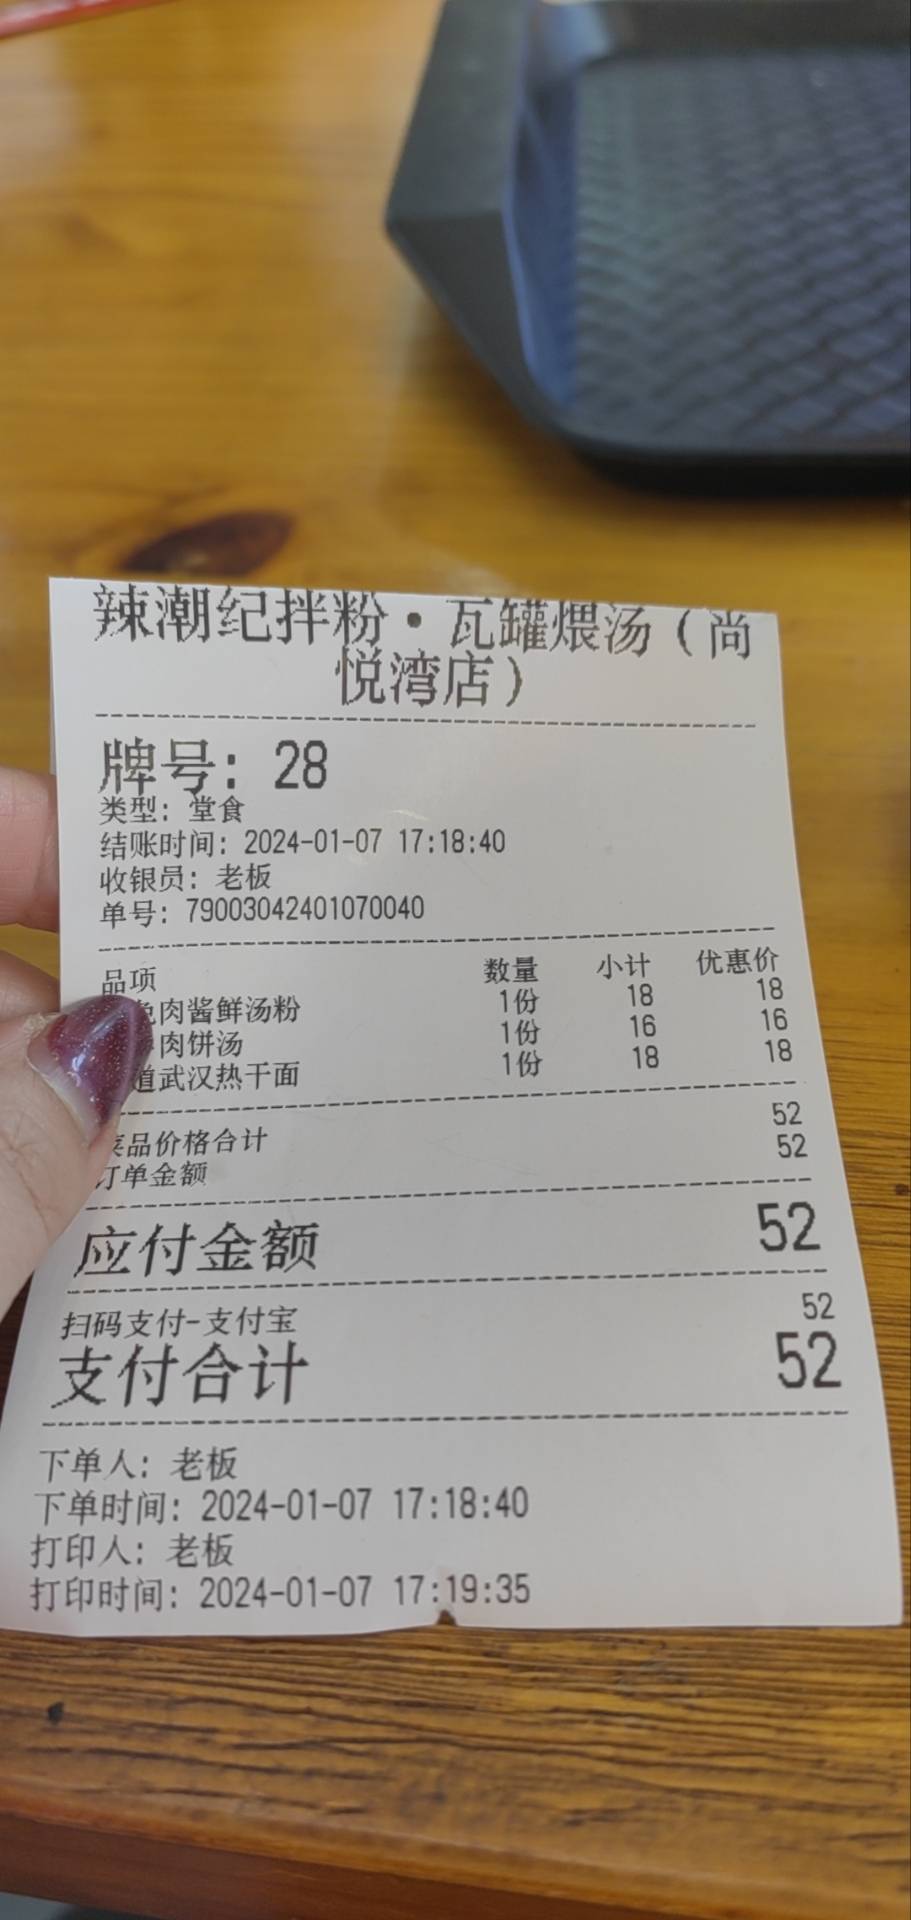 辣潮纪拌粉·瓦罐煨汤（尚
悦湾店）
牌号：28
类型：堂食
结账时间：2024-01-07 17:18:40
收银员：老板
单号：79003042401070040
品项 数量 小计 优惠价
肉酱鲜汤粉 1份 18 18
肉饼汤 1份 16 16
道武汉热干面 1份 18 18
菜品价格合计 52
订单金额 52
应付金额 52
扫码支付-支付宝 52
支付合计 52
下单人：老板
下单时间：2024-01-07 17:18:40
打印人：老板
打印时间：2024-01-07 17:19:35